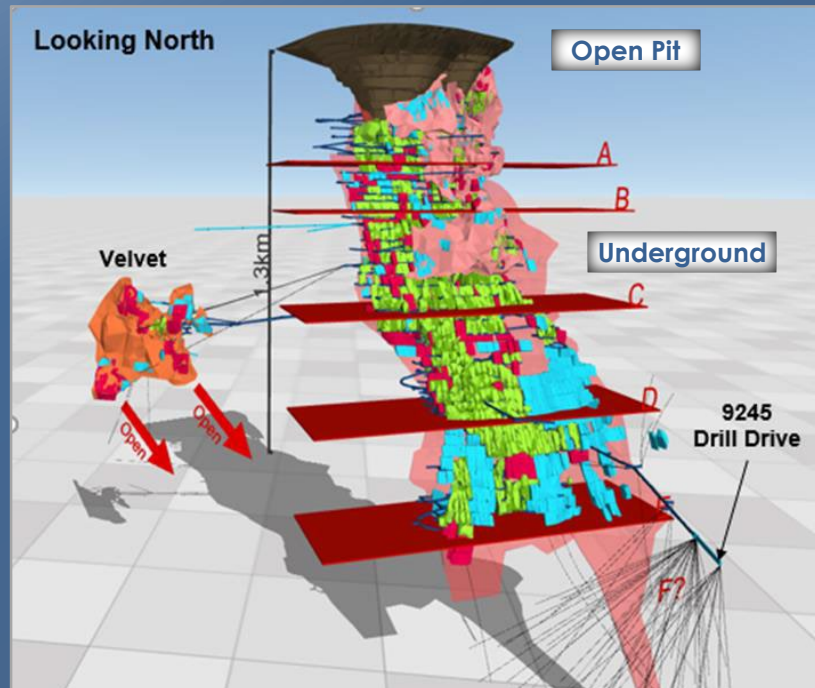 Looking North
Open Pit
A
B
Velvet
Underground
1.3km
C
D
9245
Drill Drive
Open
Open
F?